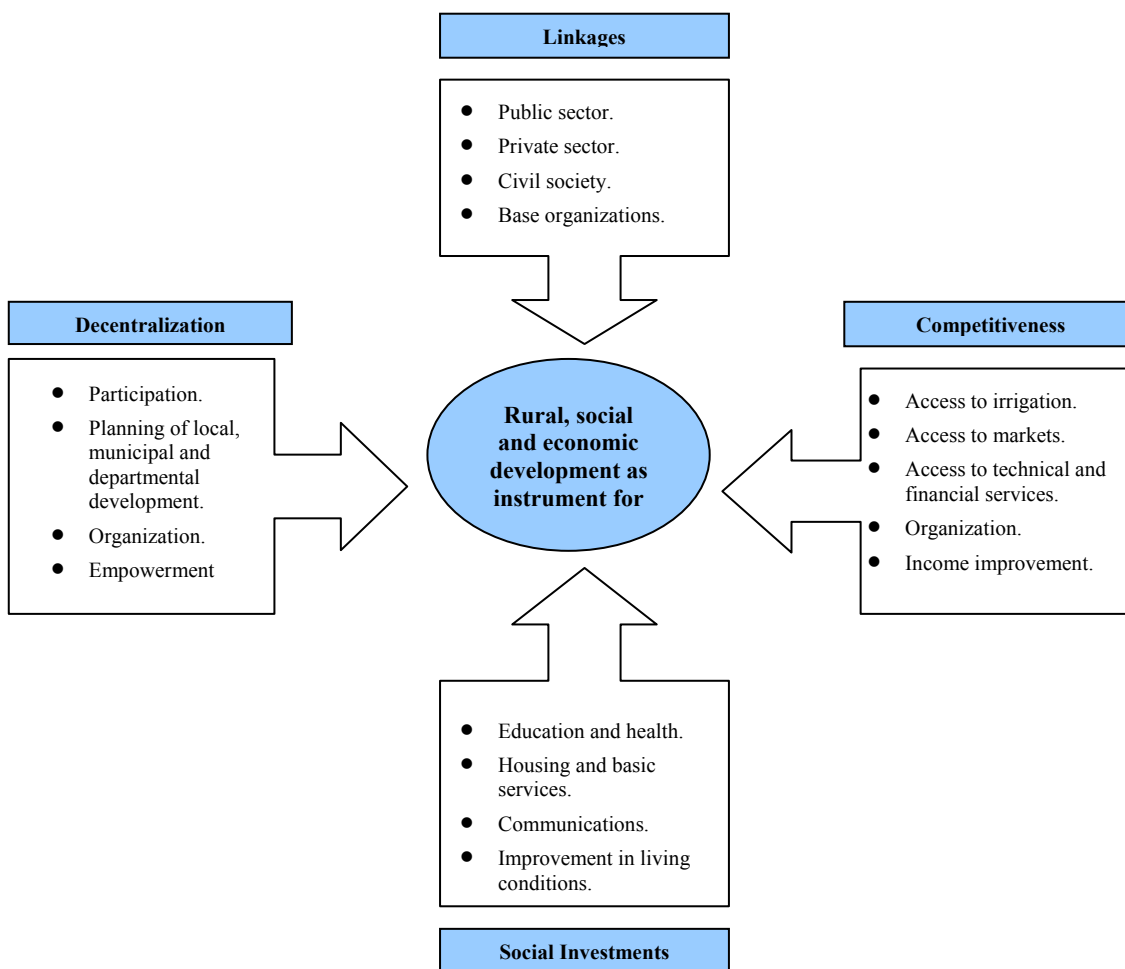 Linkages
● Public sector.
● Private sector.
● Civil society.
● Base organizations.
Decentralization
● Participation.
● Planning of local,
municipal and
departmental
development.
● Organization.
● Empowerment
Rural, social
and economic
development as
instrument for
Competitiveness
● Access to irrigation.
● Access to markets.
● Access to technical and
financial services.
● Organization.
● Income improvement.
● Education and health.
● Housing and basic
services.
● Communications.
● Improvement in living
conditions.
Social Investments